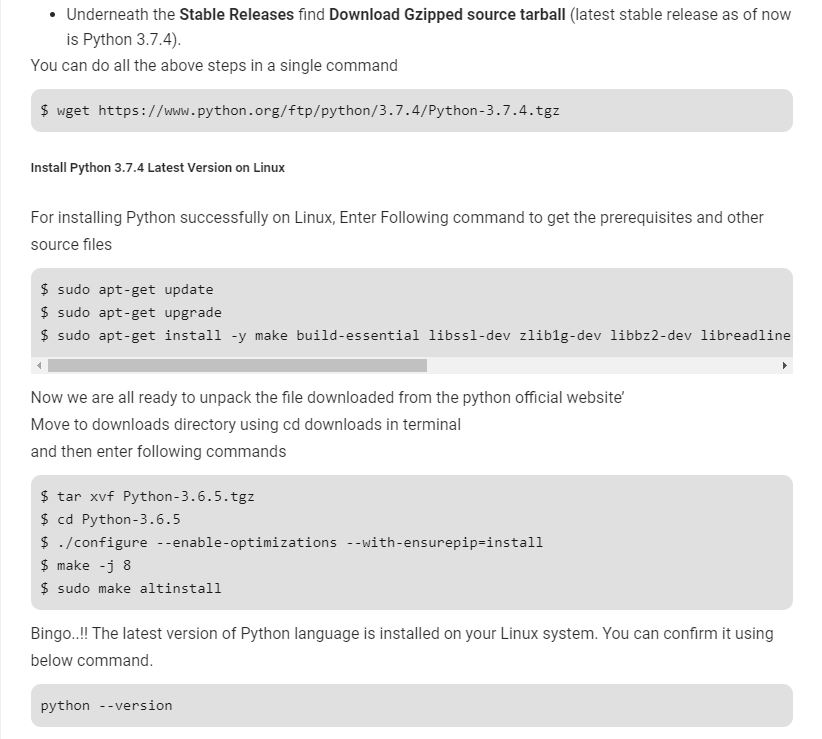 • Underneath the Stable Releases find Download Gzipped source tarball (latest stable release as of now
is Python 3.7.4).
You can do all the above steps in a single command
$ wget https://www.python.org/ftp/python/3.7.4/Python-3.7.4.tgz
Install Python 3.7.4 Latest Version on Linux
For installing Python successfully on Linux, Enter Following command to get the prerequisites and other
source files
$ sudo apt-get update
$ sudo apt-get upgrade
$ sudo apt-get install -y make build-essential libssl-dev zlib1g-dev libbz2-dev libreadline
Now we are all ready to unpack the file downloaded from the python official website’
Move to downloads directory using cd downloads in terminal
and then enter following commands
$ tar xvf Python-3.6.5.tgz
$ cd Python-3.6.5
$ ./configure --enable-optimizations --with-ensurepip=install
$ make -j 8
$ sudo make altinstall
Bingo..!! The latest version of Python language is installed on your Linux system. You can confirm it using
below command.
python --version